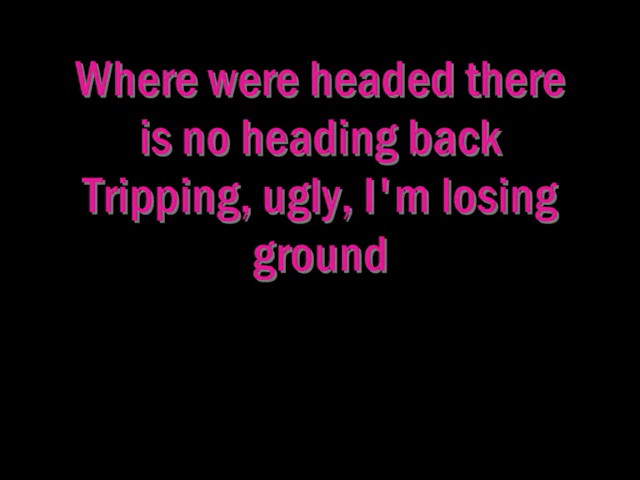 Where were headed there
is no heading back
Tripping, ugly, I'm losing
ground